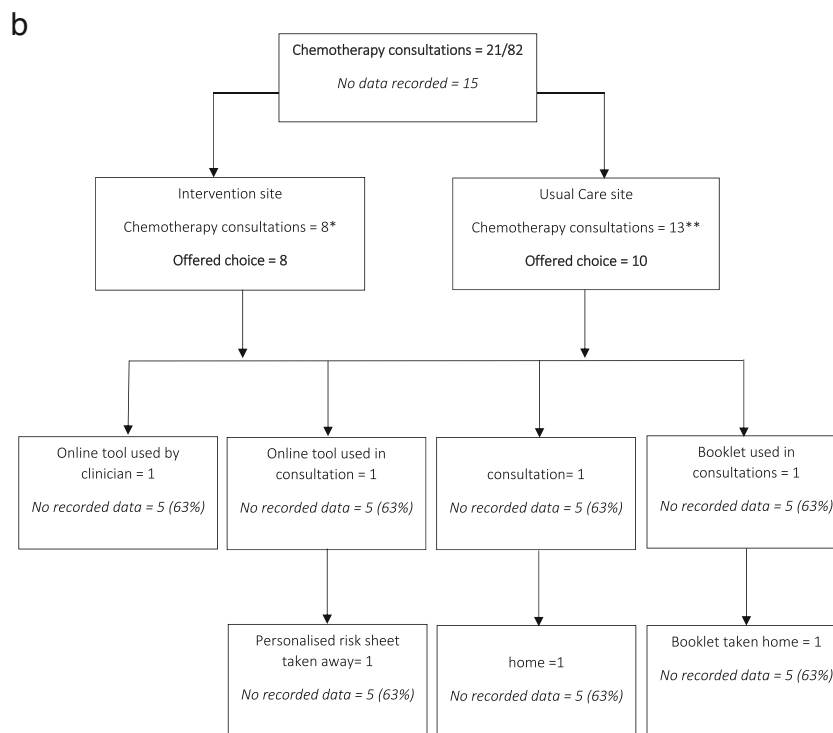 b
Chemotherapy consultations = 21/82
No data recorded = 15
Intervention site
Chemotherapy consultations = 8*
Offered choice = 8
Usual Care site
Chemotherapy consultations = 13**
Offered choice = 10
Online tool used by
clinician = 1
No recorded data = 5 (63%)
Online tool used in
consultation = 1
No recorded data = 5 (63%)
consultation= 1
No recorded data = 5 (63%)
Booklet used in
consultations = 1
No recorded data = 5 (63%)
Personalised risk sheet
taken away= 1
No recorded data = 5 (63%)
home =1
No recorded data = 5 (63%)
Booklet taken home = 1
No recorded data = 5 (63%)